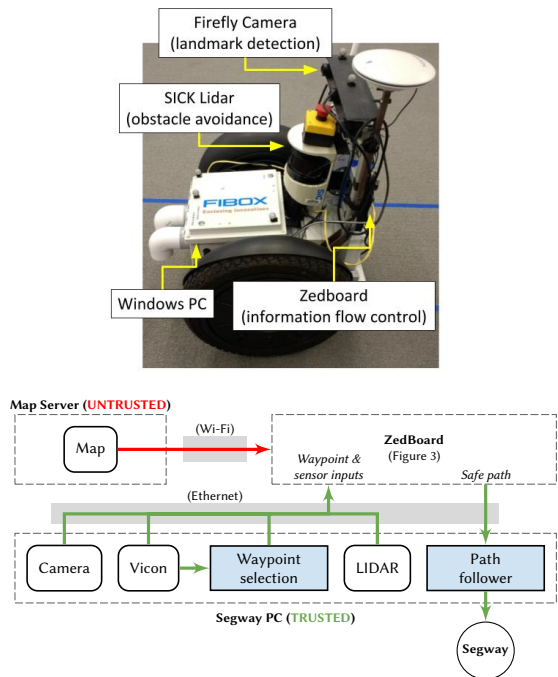 Firefly Camera
(landmark detection)
SICK Lidar
(obstacle avoidance)
FIBOX
Enclosing Innovations
Windows PC
Zedboard
(information flow control)
Map Server (UNTRUSTED)
Map
(Wi-Fi)
ZedBoard
(Figure 3)
Waypoint &
sensor inputs
Safe path
(Ethernet)
Camera
Vicon
Waypoint
selection
LIDAR
Path
follower
Segway PC (TRUSTED)
Segway